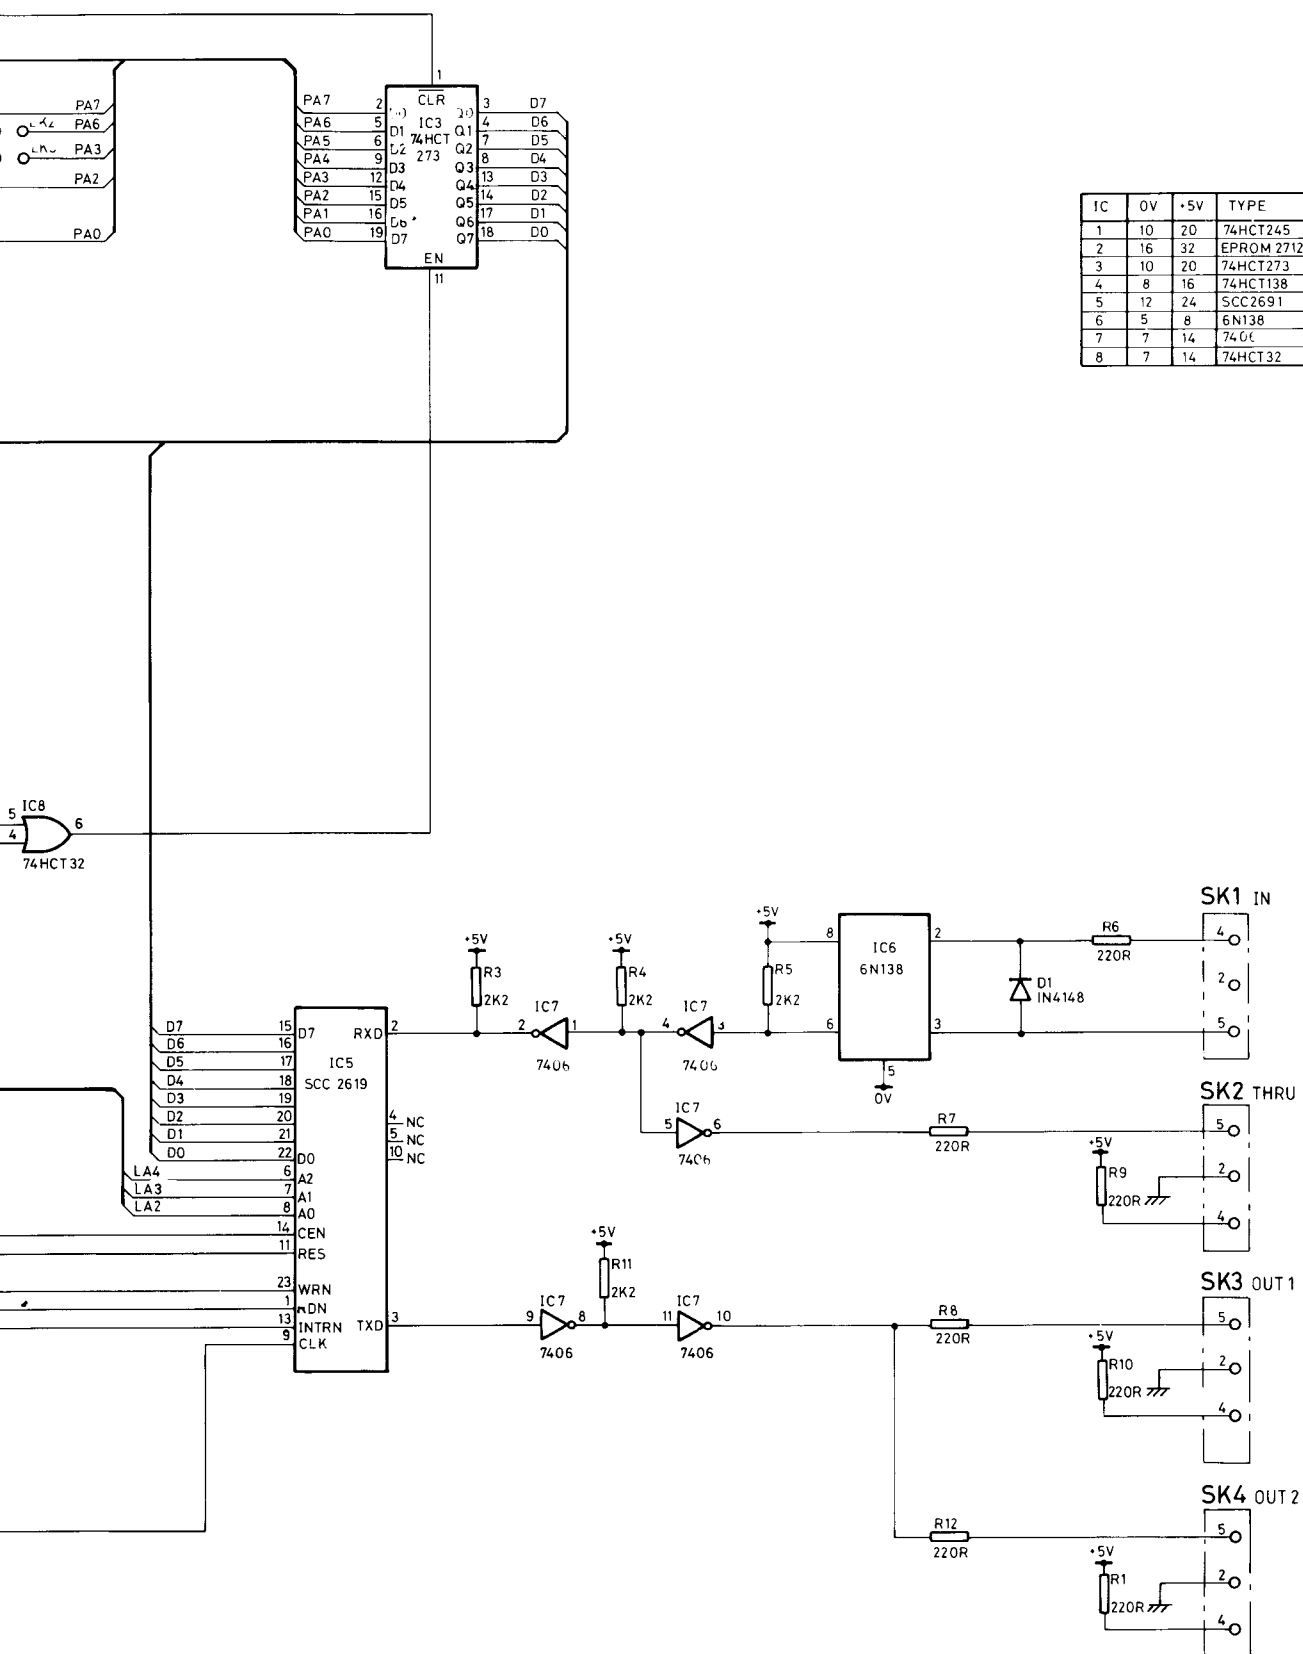 1
PA7
PA6
PA3
PA2
PA0
PA7 2
PA6 5
PA5 6
PA4 9
PA3 12
PA2 15
PA1 16
PA0 19
CLR
IC3
74HCT
273
D1
D3
D4
D5
D7
Q1
Q2
Q3
Q4
Q5
Q6
Q7
EN
11
3 D7
4 D6
7 D5
8 D4
13 D3
14 D2
17 D1
18 D0
IC 0V +5V TYPE
1 10 20 74HCT245
2 16 32 EPROM 2712
3 10 20 74HCT273
4 8 16 74HCT138
5 12 24 SCC2691
6 5 8 6N138
7 7 14
8 7 14 74HCT32
5 IC8 6
4
74HCT32
D7 15 D7
D6 16
D5 17
D4 18
D3 19
D2 20
D1 21
D0 22 D0
LA4 6 A2
LA3 7 A1
LA2 8 A0
14 CEN
11 RES
23 WRN
1
13 INTRN
9 CLK
IC5
SCC 2619
RXD 2
4 NC
5 NC
10 NC
TXD 3
+5V
R3
2K2
2 IC7 1
7406
+5V
R4
2K2
4 IC7 3
+5V
R5
2K2
8 IC6 2
6N138
6 3
5
0V
D1
IN4148
R6
220R
SK1 IN
4
2
5
5 IC7 6
R7
220R
SK2 THRU
5
+5V
R9
220R
2
4
9 IC7 8
7406
+5V
R11
2K2
11 IC7 10
7406
R8
220R
SK3 OUT 1
5
+5V
R10
220R
2
4
R12
220R
SK4 OUT 2
5
+5V
R1
220R
2
4